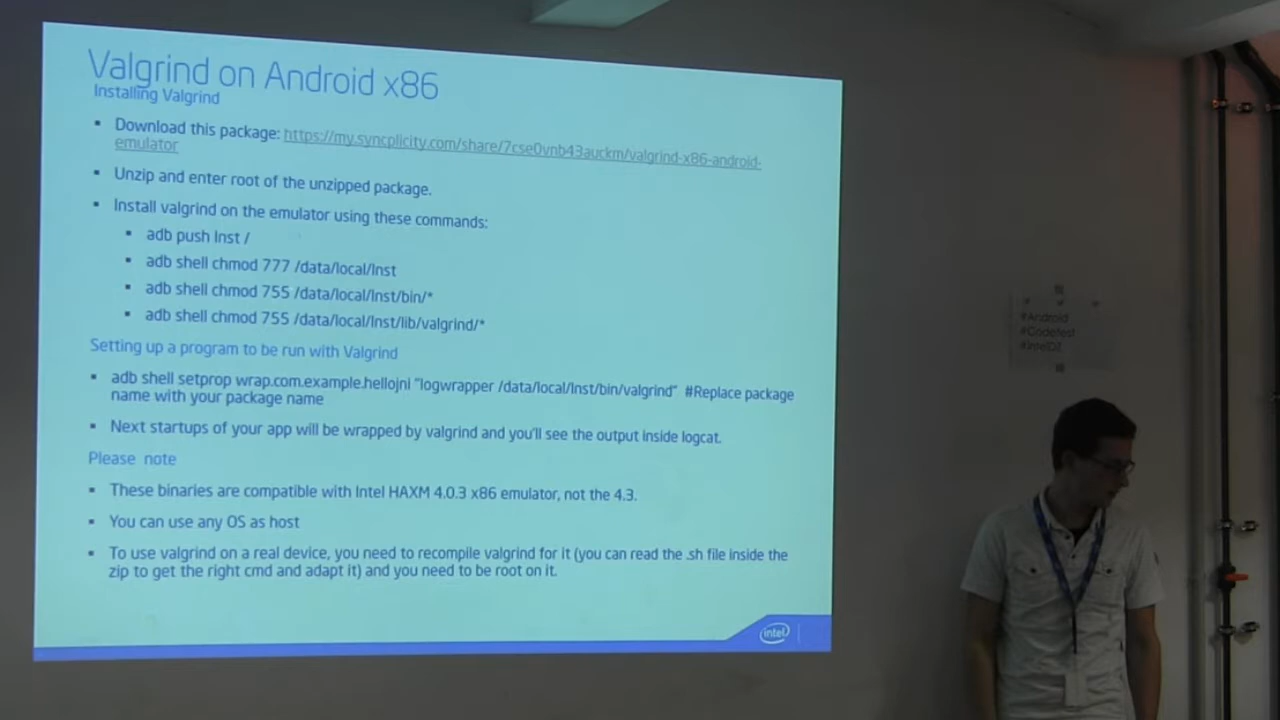 Valgrind on Android x86
Installing Valgrind
▪ Download this package: https://my.syncplicity.com/share/7cse0vnb43auckm/valgrind-x86-android-
emulator
▪ Unzip and enter root of the unzipped package.
▪ Install valgrind on the emulator using these commands:
▪ adb push Inst /
▪ adb shell chmod 777 /data/local/Inst
▪ adb shell chmod 755 /data/local/Inst/bin/*
▪ adb shell chmod 755 /data/local/Inst/lib/valgrind/*
Setting up a program to be run with Valgrind
▪ adb shell setprop wrap.com.example.hellojni "logwrapper /data/local/Inst/bin/valgrind" #Replace package
name with your package name
▪ Next startups of your app will be wrapped by valgrind and you'll see the output inside logcat.
Please note
▪ These binaries are compatible with Intel HAXM 4.0.3 x86 emulator, not the 4.3.
▪ You can use any OS as host
▪ To use valgrind on a real device, you need to recompile valgrind for it (you can read the .sh file inside the
zip to get the right cmd and adapt it) and you need to be root on it.
intel
#Android
#Codefest
#IntelDZ